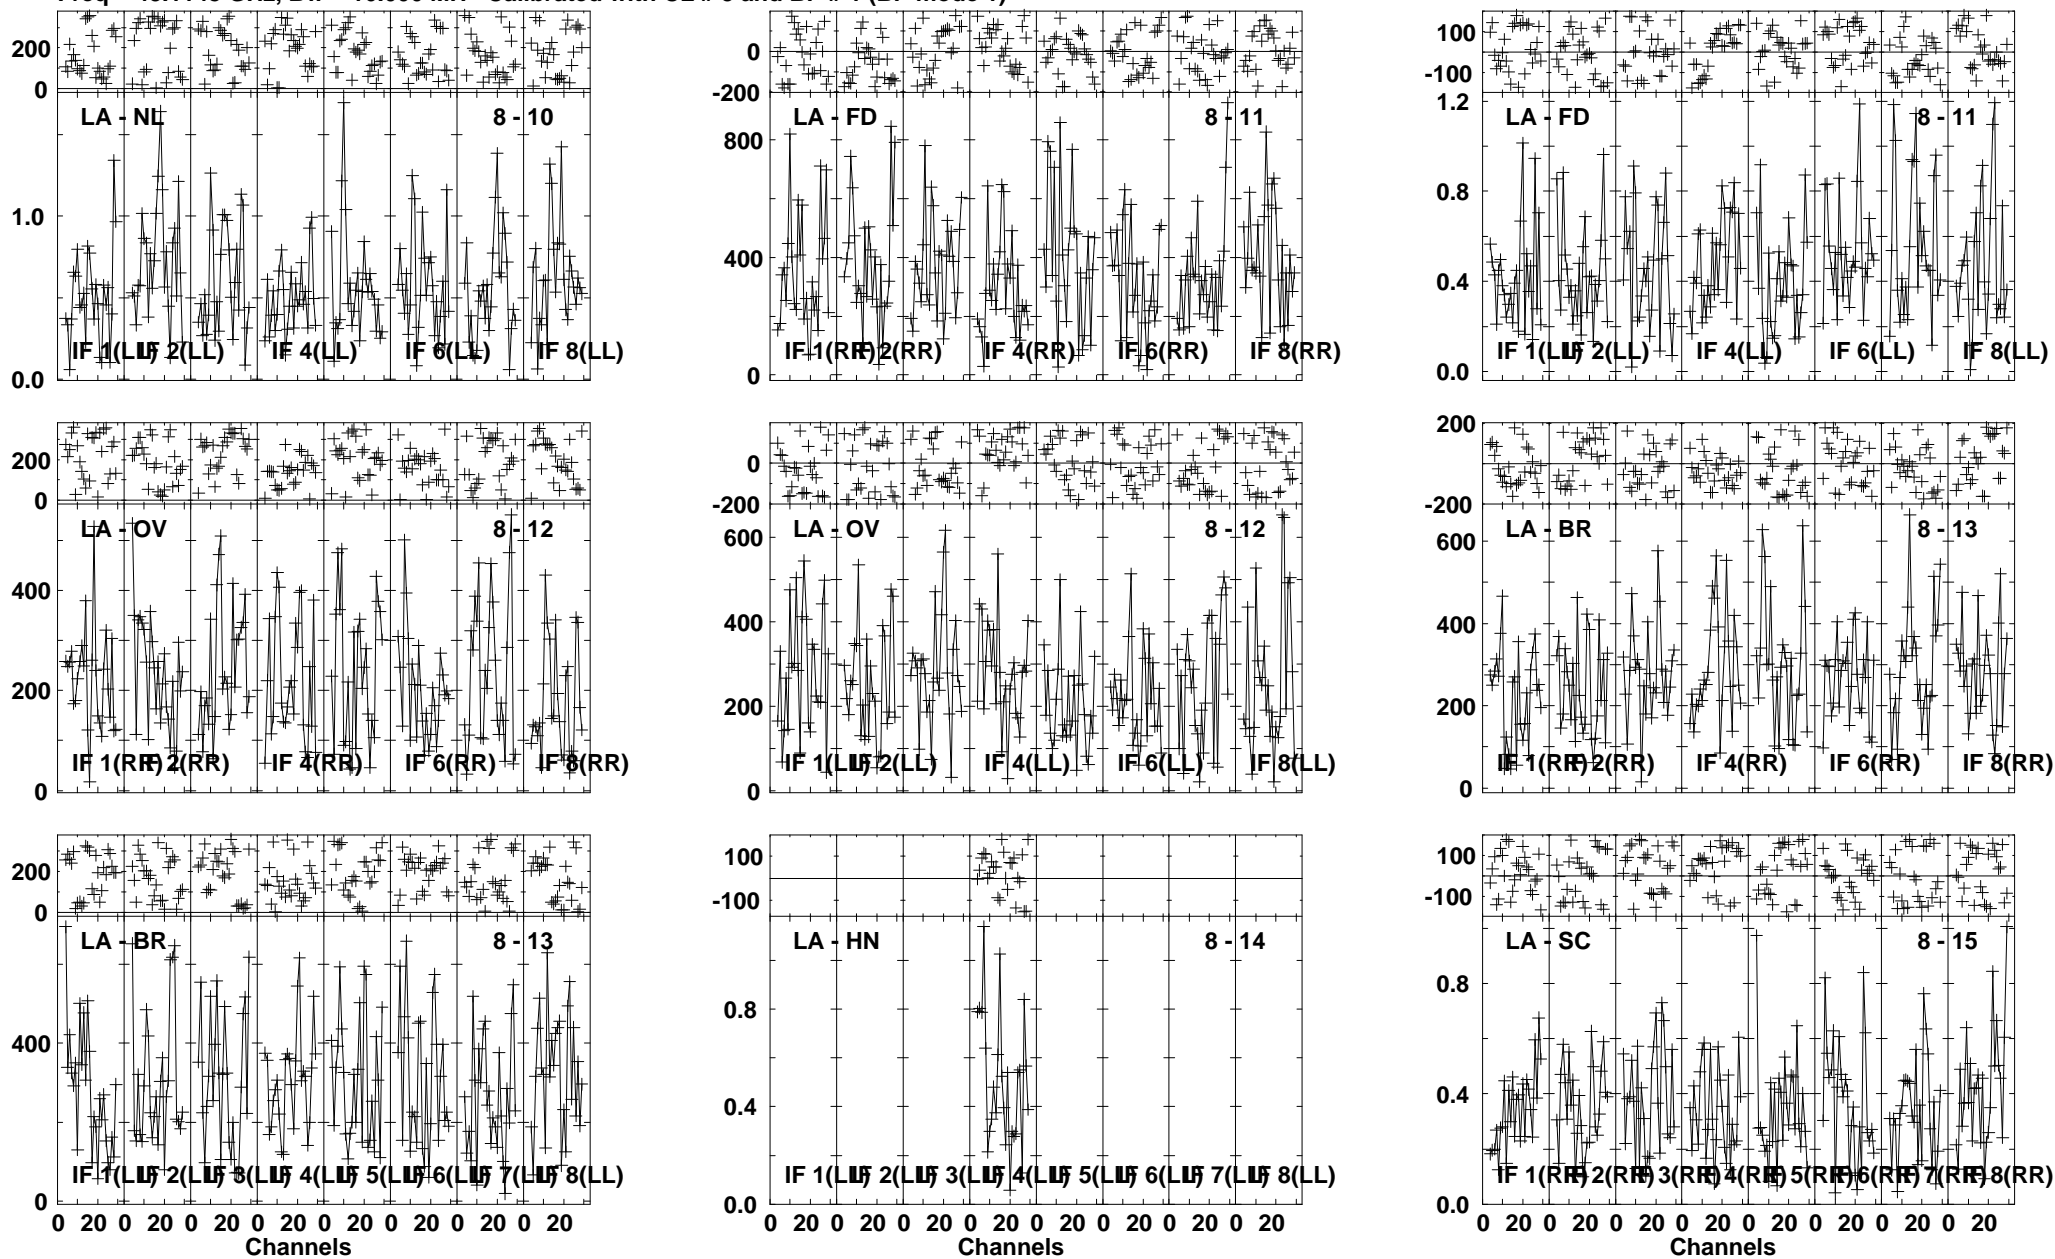 200
0
LA - NL 8 - 10
1.0
0.0
IF 1(LL) IF 2(LL) IF 4(LL) IF 6(LL) IF 8(LL)
0
-200
LA - FD 8 - 11
800
400
0
IF 1(RR) IF 2(RR) IF 4(RR) IF 6(RR) IF 8(RR)
100
-100
1.2
LA - FD 8 - 11
0.8
0.4
0.0
IF 1(LL) IF 2(LL) IF 4(LL) IF 6(LL) IF 8(LL)
200
0
LA - OV 8 - 12
400
200
0
IF 1(RR) IF 2(RR) IF 4(RR) IF 6(RR) IF 8(RR)
0
-200
LA - OV 8 - 12
600
400
200
0
IF 1(LL) IF 2(LL) IF 4(LL) IF 6(LL) IF 8(LL)
200
0
-200
LA - BR 8 - 13
600
400
200
0
IF 1(RR) IF 2(RR) IF 4(RR) IF 6(RR) IF 8(RR)
200
0
LA - BR 8 - 13
400
0
IF 1(LL) IF 2(LL) IF 3(LL) IF 4(LL) IF 5(LL) IF 6(LL) IF 7(LL) IF 8(LL)
0 20 0 20 0 20 0 20 0 20 0 20 0 20 0 20
Channels
100
-100
LA - HN 8 - 14
0.8
0.4
0.0
IF 1(LL) IF 2(LL) IF 3(LL) IF 4(LL) IF 5(LL) IF 6(LL) IF 7(LL) IF 8(LL)
0 20 0 20 0 20 0 20 0 20 0 20 0 20 0 20
Channels
100
-100
LA - SC 8 - 15
0.8
0.4
0.0
IF 1(RR) IF 2(RR) IF 3(RR) IF 4(RR) IF 5(RR) IF 6(RR) IF 7(RR) IF 8(RR)
0 20 0 20 0 20 0 20 0 20 0 20 0 20 0 20
Channels